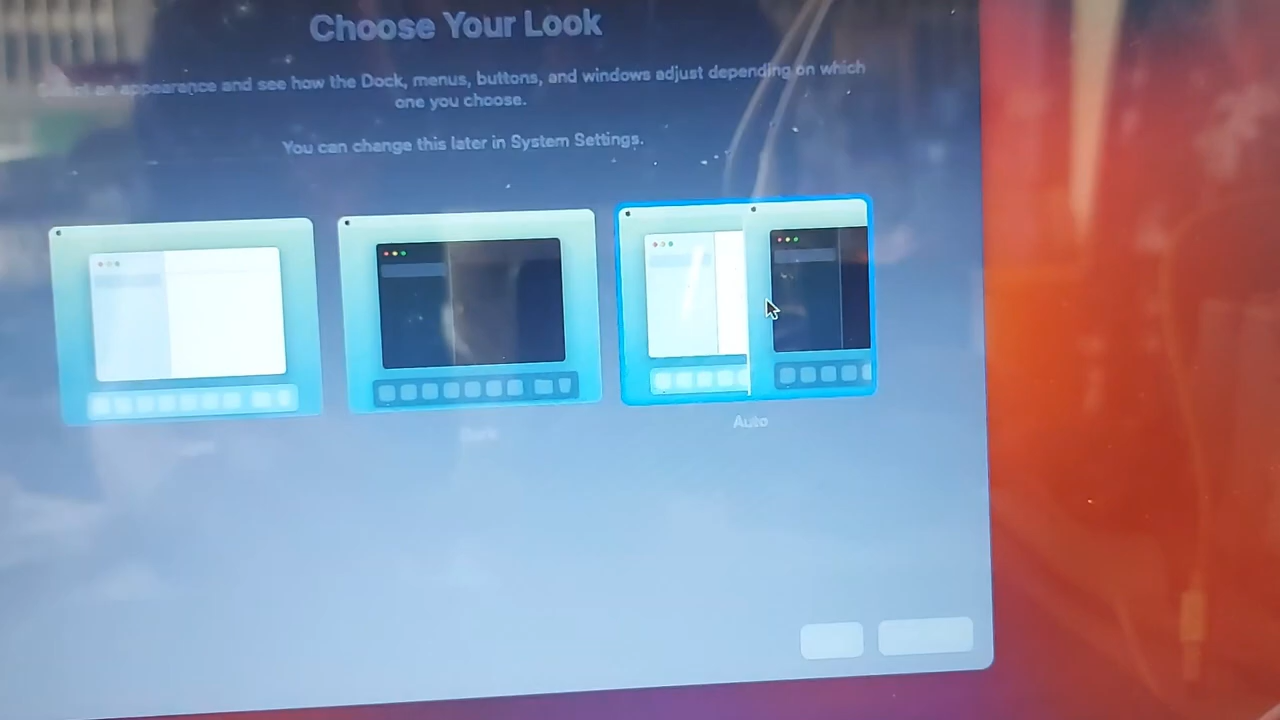 Choose Your Look
an appearance and see how the Dock, menus, buttons, and windows adjust depending on which
one you choose.
You can change this later in System Settings.
Auto